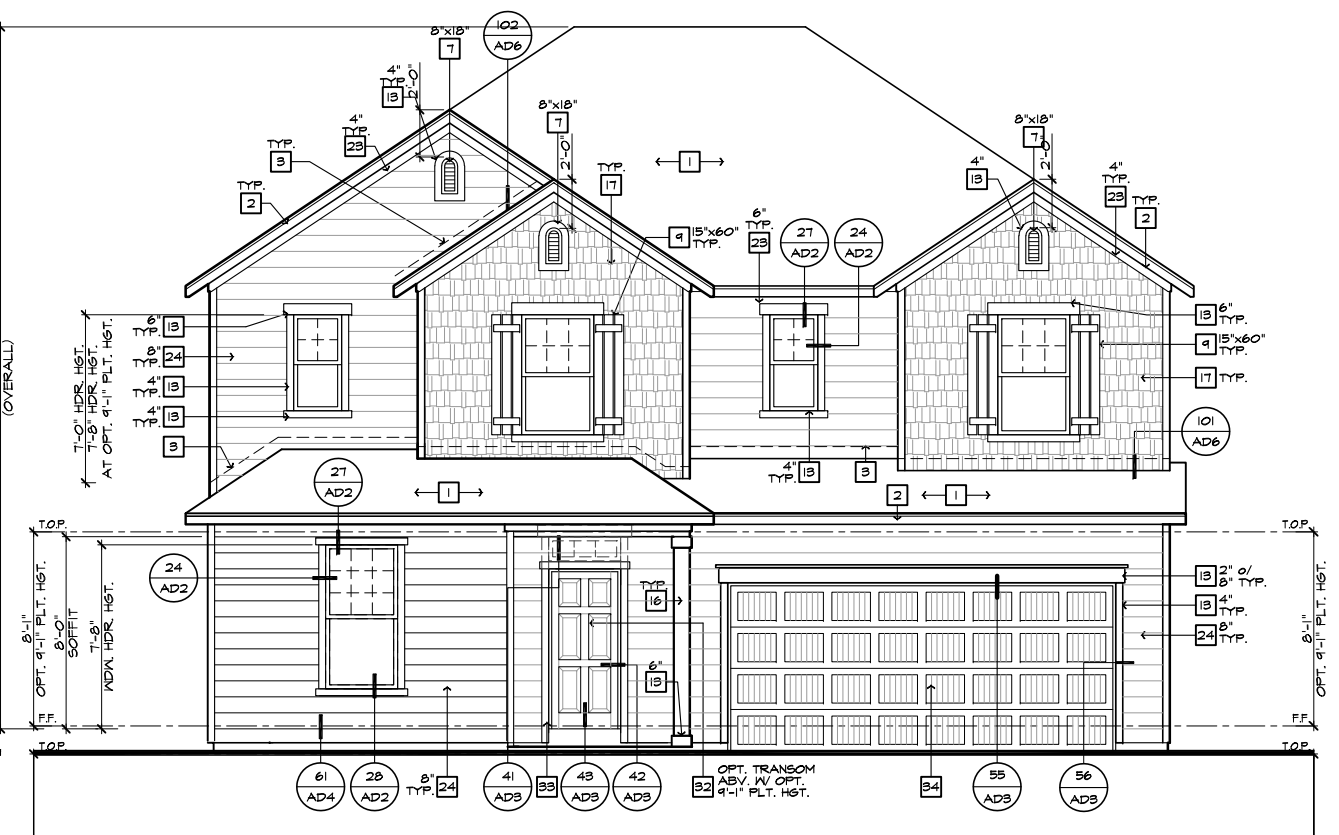 102
AD6
8"x18"
7
4"
TYP.
13
2'-0"
4"
TYP.
23
TYP.
3
TYP.
2
8"x18"
7
2'-0"
TYP.
17
1
8"x18"
7
2'-0"
4"
13
4"
TYP.
23
TYP.
2
9 15"x60"
TYP.
6"
TYP.
23
27
AD2
24
AD2
6"
TYP. 13
8"
TYP. 24
4"
TYP. 13
4"
TYP. 13
3
13 6"
TYP.
9 15"x60"
TYP.
17 TYP.
101
AD6
(OVERALL)
7'-0" HDR. HGT.
7'-8" HDR. HGT.
AT OPT. 9'-1" PLT. HGT.
27
AD2
1
4"
TYP. 13
3
2
1
T.O.P.
T.O.P.
24
AD2
8'-1"
OPT. 9'-1" PLT. HGT.
8'-0"
SOFFIT
7'-8"
WDW. HDR. HGT.
TYP.
16
6"
13
13 2" O/
8" TYP.
13 4"
TYP.
24 8"
TYP.
8'-1"
OPT. 9'-1" PLT. HGT.
F.F.
F.F.
T.O.P.
T.O.P.
61
AD4
28
AD2
8"
TYP. 24
41
AD3
33
43
AD3
42
AD3
32 OPT. TRANSOM
ABV. W/ OPT.
9'-1" PLT. HGT.
34
55
AD3
56
AD3